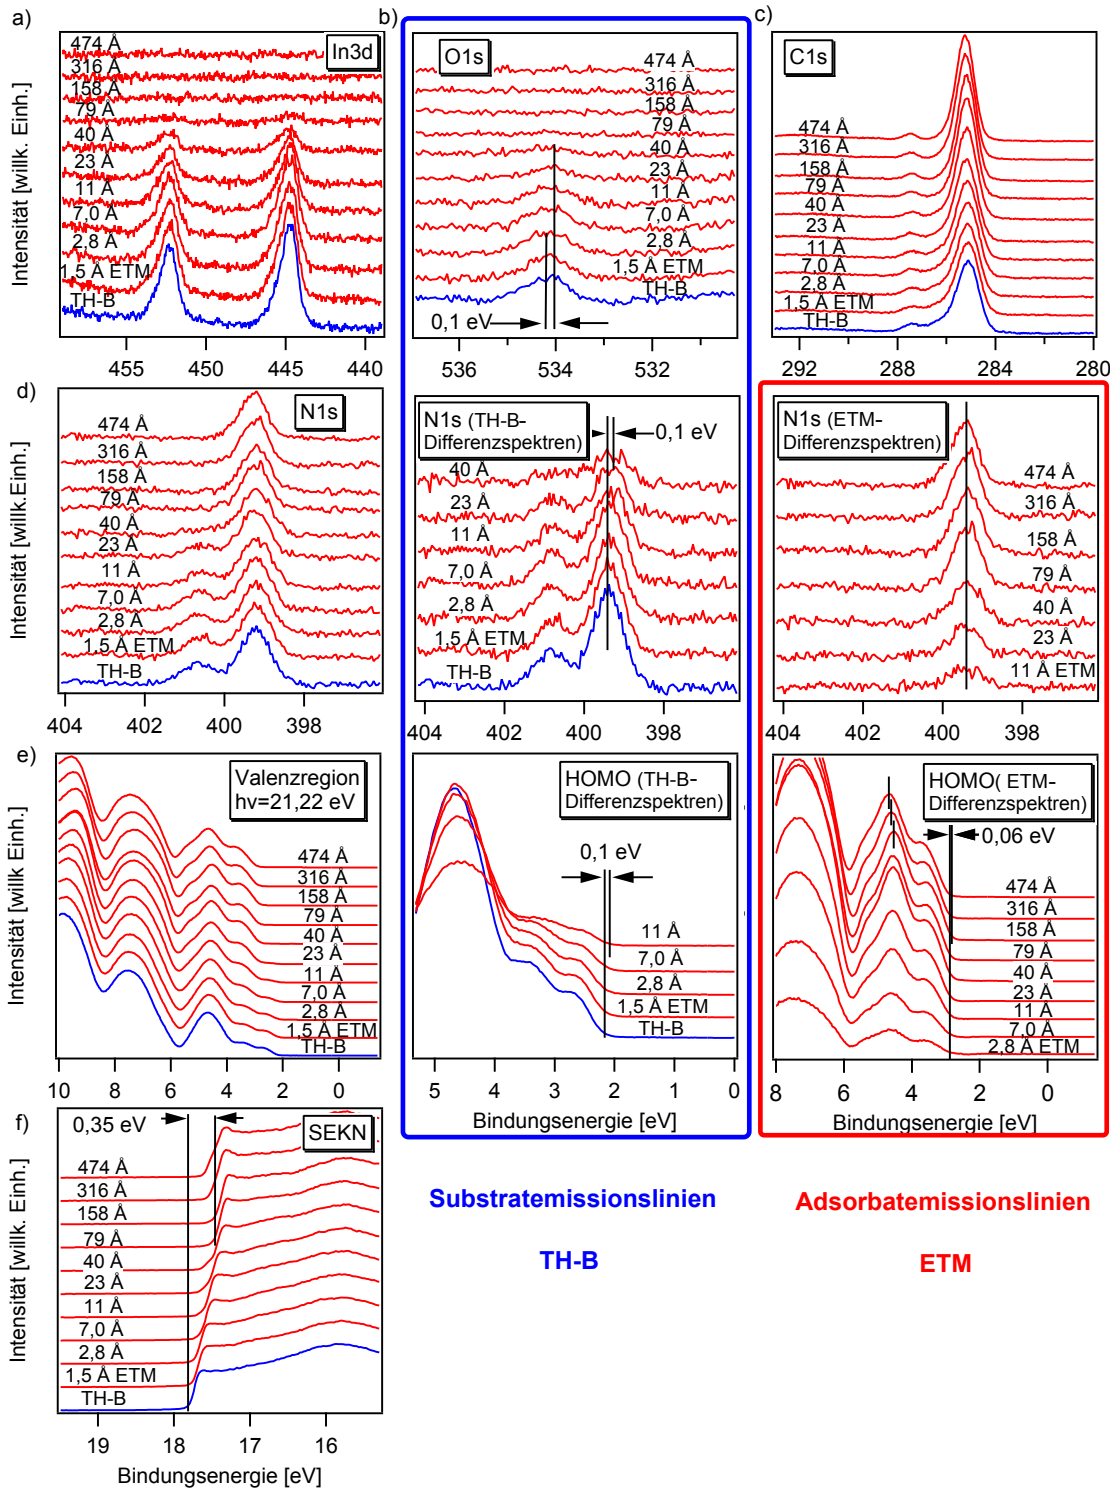 a)
In3d
474 Å
316 Å
158 Å
79 Å
40 Å
23 Å
11 Å
7,0 Å
2,8 Å
1,5 Å ETM
TH-B
Intensität [willk. Einh.]
455
450
445
440
b)
O1s
474 Å
316 Å
158 Å
79 Å
40 Å
23 Å
11 Å
7,0 Å
2,8 Å
1,5 Å ETM
TH-B
0,1 eV
536
534
532
c)
C1s
474 Å
316 Å
158 Å
79 Å
40 Å
23 Å
11 Å
7,0 Å
2,8 Å
1,5 Å ETM
TH-B
292
288
284
280
d)
N1s
474 Å
316 Å
158 Å
79 Å
40 Å
23 Å
11 Å
7,0 Å
2,8 Å
1,5 Å ETM
TH-B
Intensität [willk.Einh.]
404
402
400
398
N1s (TH-B-
Differenzspektren)
0,1 eV
40 Å
23 Å
11 Å
7,0 Å
2,8 Å
1,5 Å ETM
TH-B
404
402
400
398
N1s (ETM-
Differenzspektren)
474 Å
316 Å
158 Å
79 Å
40 Å
23 Å
11 Å ETM
404
402
400
398
e)
Valenzregion
hv=21,22 eV
474 Å
316 Å
158 Å
79 Å
40 Å
23 Å
11 Å
7,0 Å
2,8 Å
1,5 Å ETM
TH-B
Intensität [willk Einh.]
10
8
6
4
2
0
HOMO (TH-B-
Differenzspektren)
0,1 eV
11 Å
7,0 Å
2,8 Å
1,5 Å ETM
TH-B
5
4
3
2
1
0
Bindungsenergie [eV]
HOMO( ETM-
Differenzspektren)
0,06 eV
474 Å
316 Å
158 Å
79 Å
40 Å
23 Å
11 Å
7,0 Å
2,8 Å ETM
8
6
4
2
0
Bindungsenergie [eV]
f)
0,35 eV
SEKN
474 Å
316 Å
158 Å
79 Å
40 Å
23 Å
11 Å
7,0 Å
2,8 Å
1,5 Å ETM
TH-B
Intensität [willk. Einh.]
19
18
17
16
Bindungsenergie [eV]
Substratemissionslinien
TH-B
Adsorbatemissionslinien
ETM